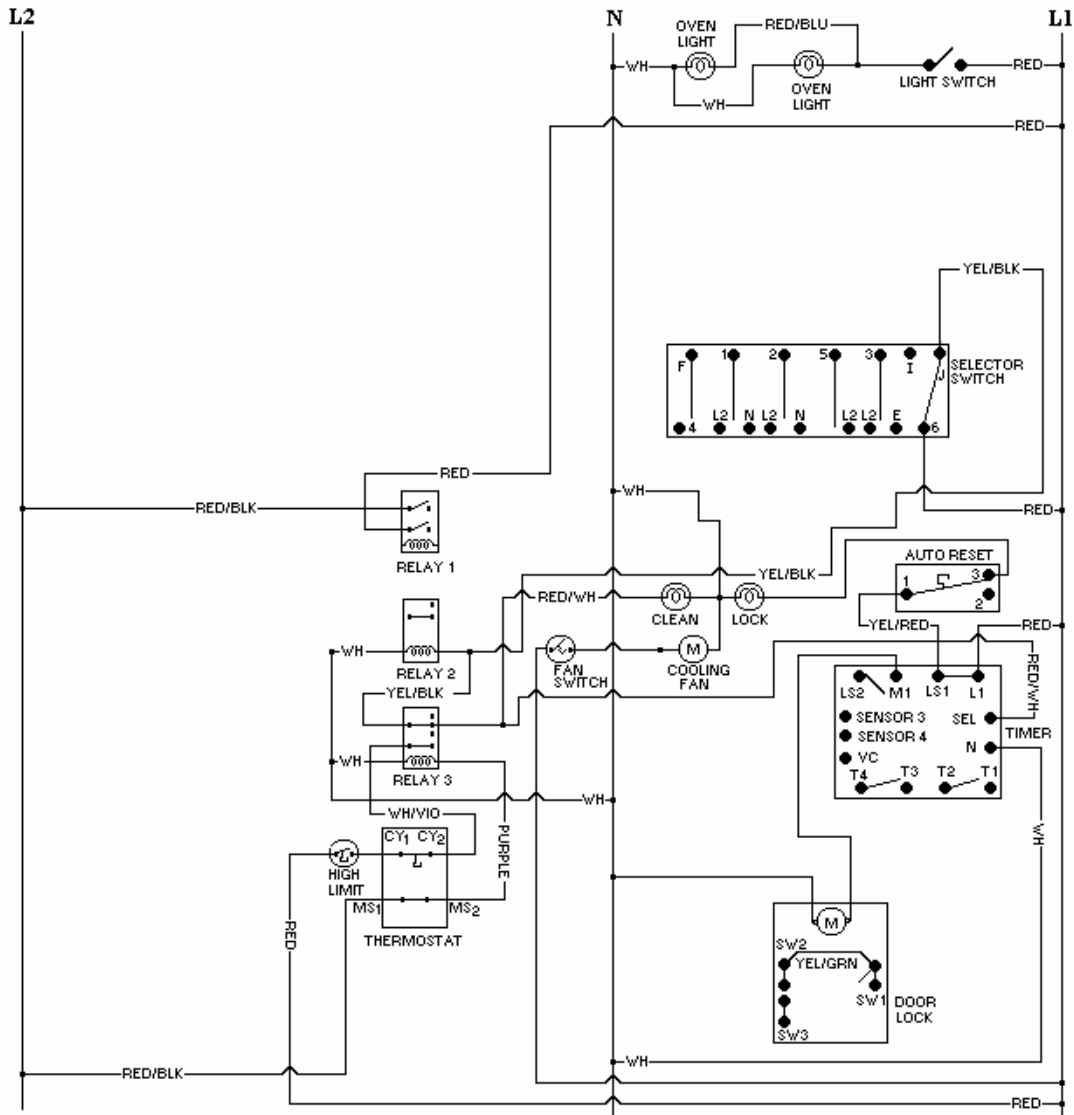 L2
N
L1
OVEN
LIGHT
RED/BLU
WH
WH
OVEN
LIGHT
LIGHT SWITCH
RED
RED
YEL/BLK
F
1
2
5
3
I
J
SELECTOR
SWITCH
4
L2
N
L2
N
L2
L2
E
6
RED
WH
RED/BLK
RED
RELAY 1
AUTO RESET
YEL/BLK
1
3
2
RED/WH
CLEAN
LOCK
YEL/RED
RED
WH
RELAY 2
FAN
SWITCH
M
COOLING
FAN
RED/WH
YEL/BLK
LS2
M1
LS1
L1
SENSOR 3
SEL
SENSOR 4
TIMER
N
VC
WH
RELAY 3
T4
T3
T2
T1
WH
WH/VIO
PURPLE
WH
CY1
CY2
HIGH
LIMIT
MS1
MS2
THERMOSTAT
RED
M
SW2
YEL/GRN
SW1
DOOR
LOCK
SW3
WH
RED/BLK
RED